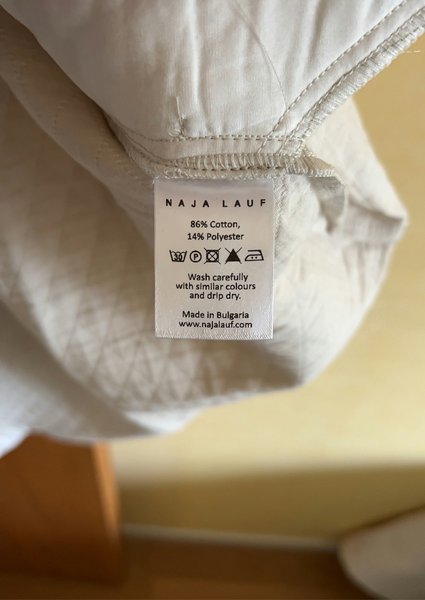 NAJA LAUF
86% Cotton,
14% Polyester
30 P
Wash carefully
with similar colours
and drip dry.
Made in Bulgaria
www.najalauf.com